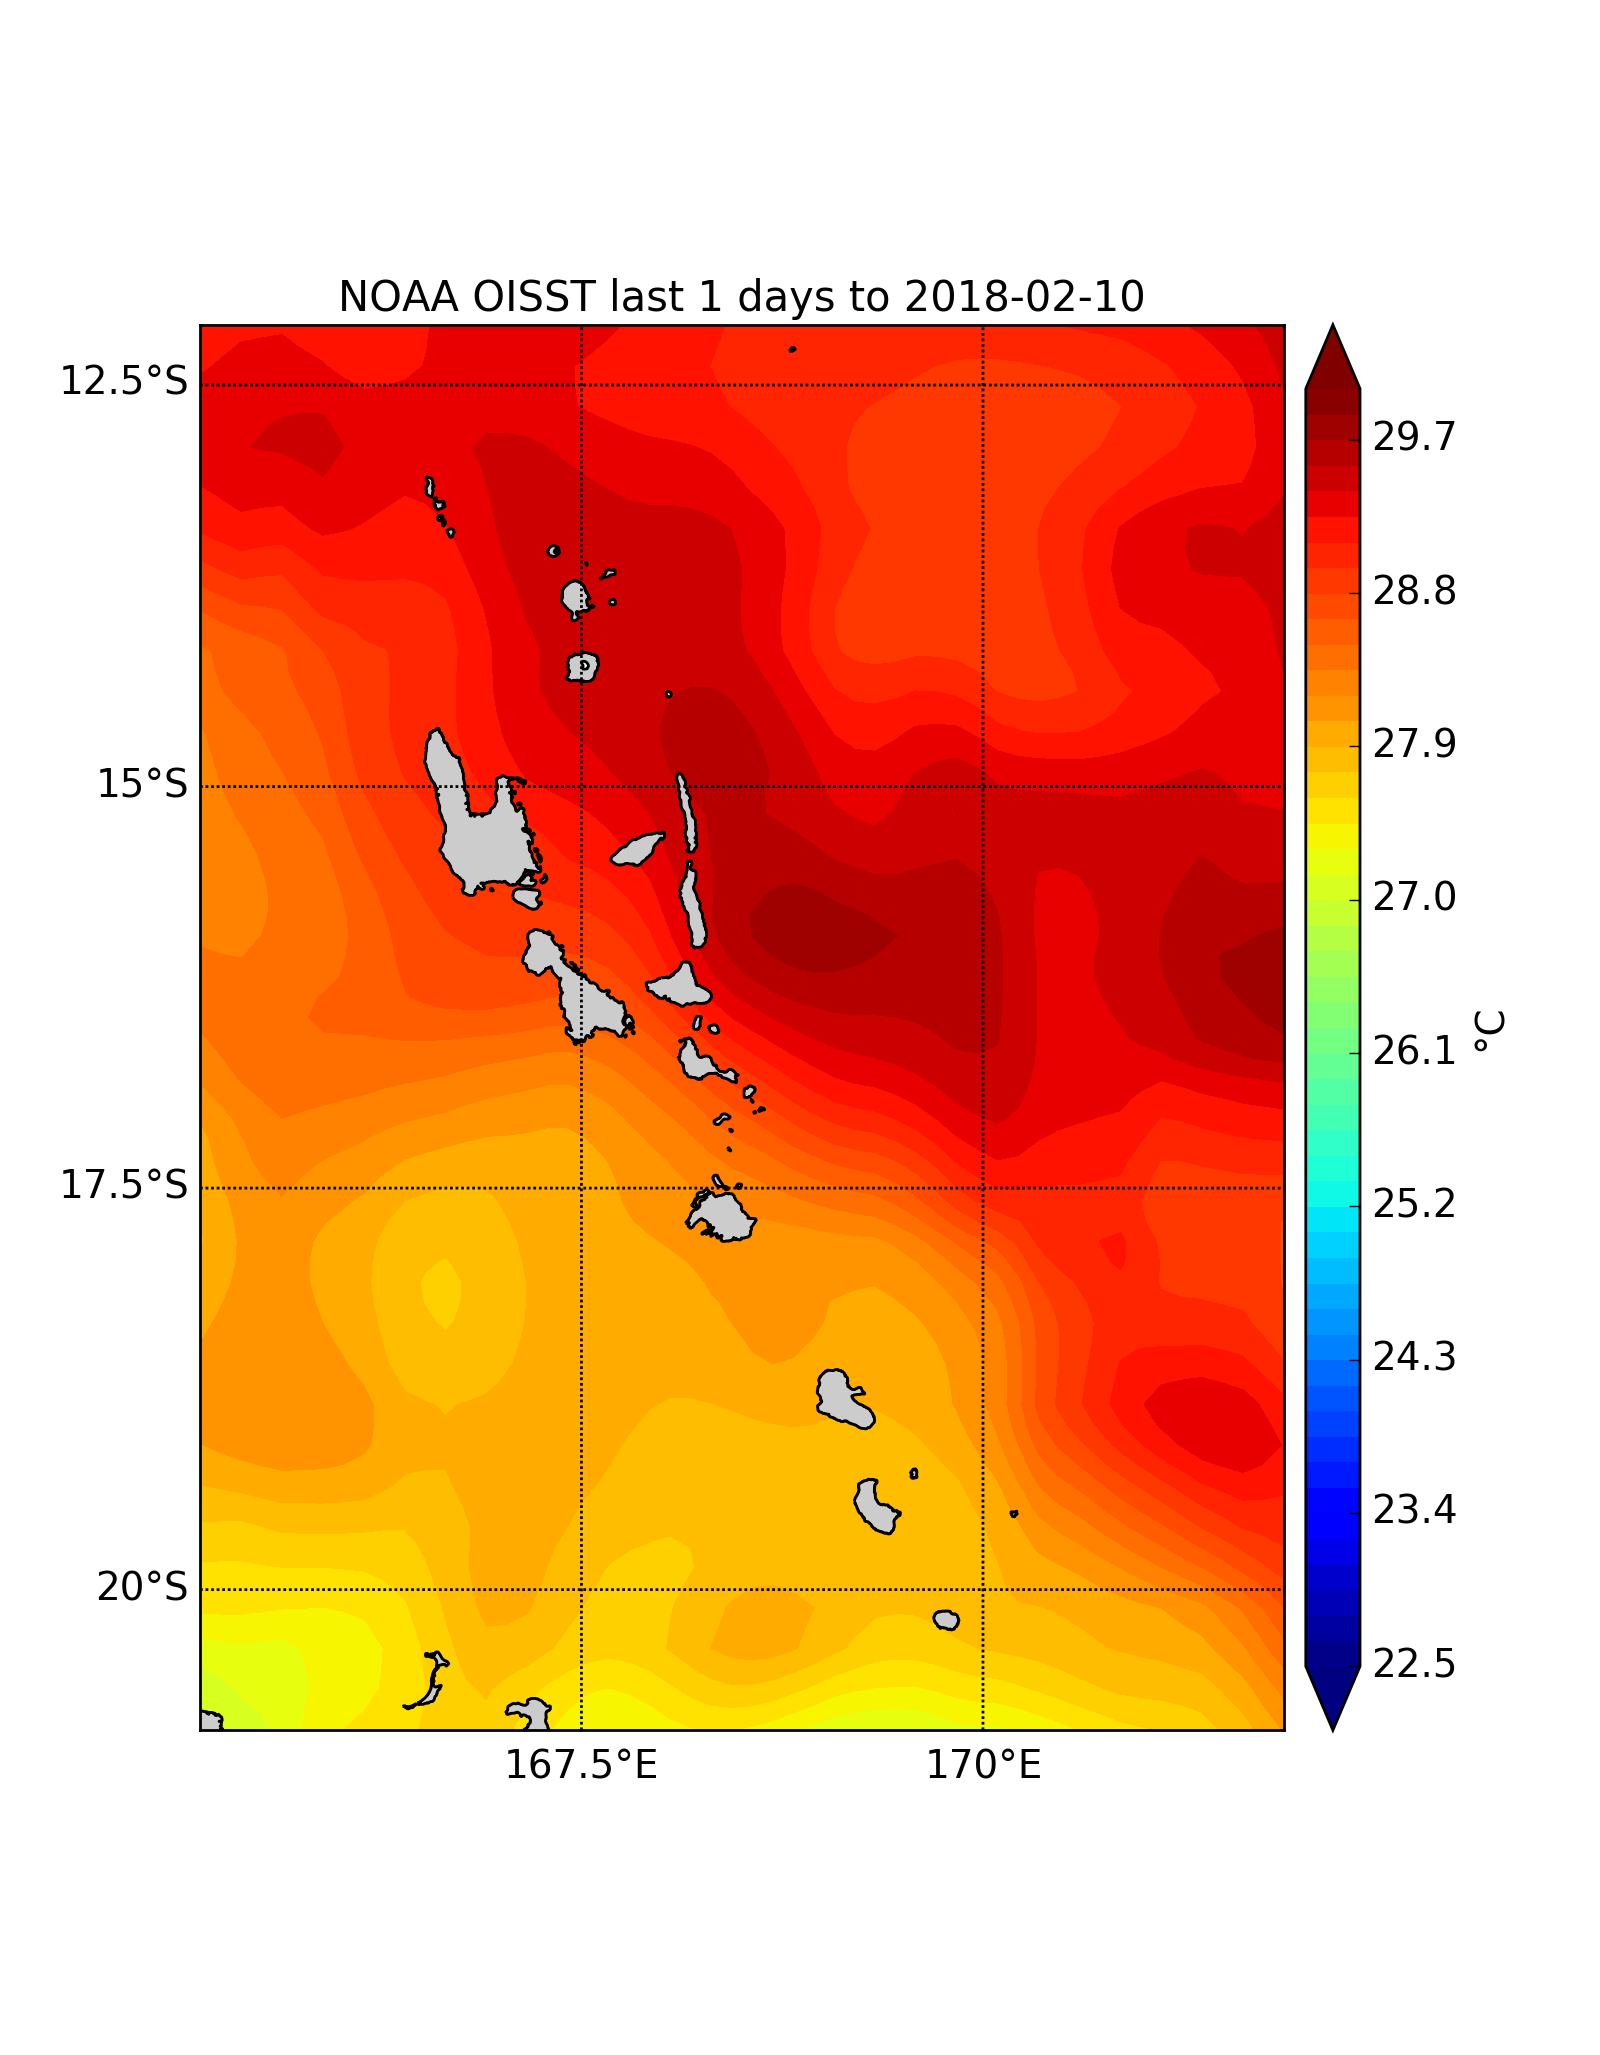 NOAA OISST last 1 days to 2018-02-10
12.5°S
15°S
17.5°S
20°S
167.5°E
170°E
29.7
28.8
27.9
27.0
26.1
25.2
24.3
23.4
22.5
°C